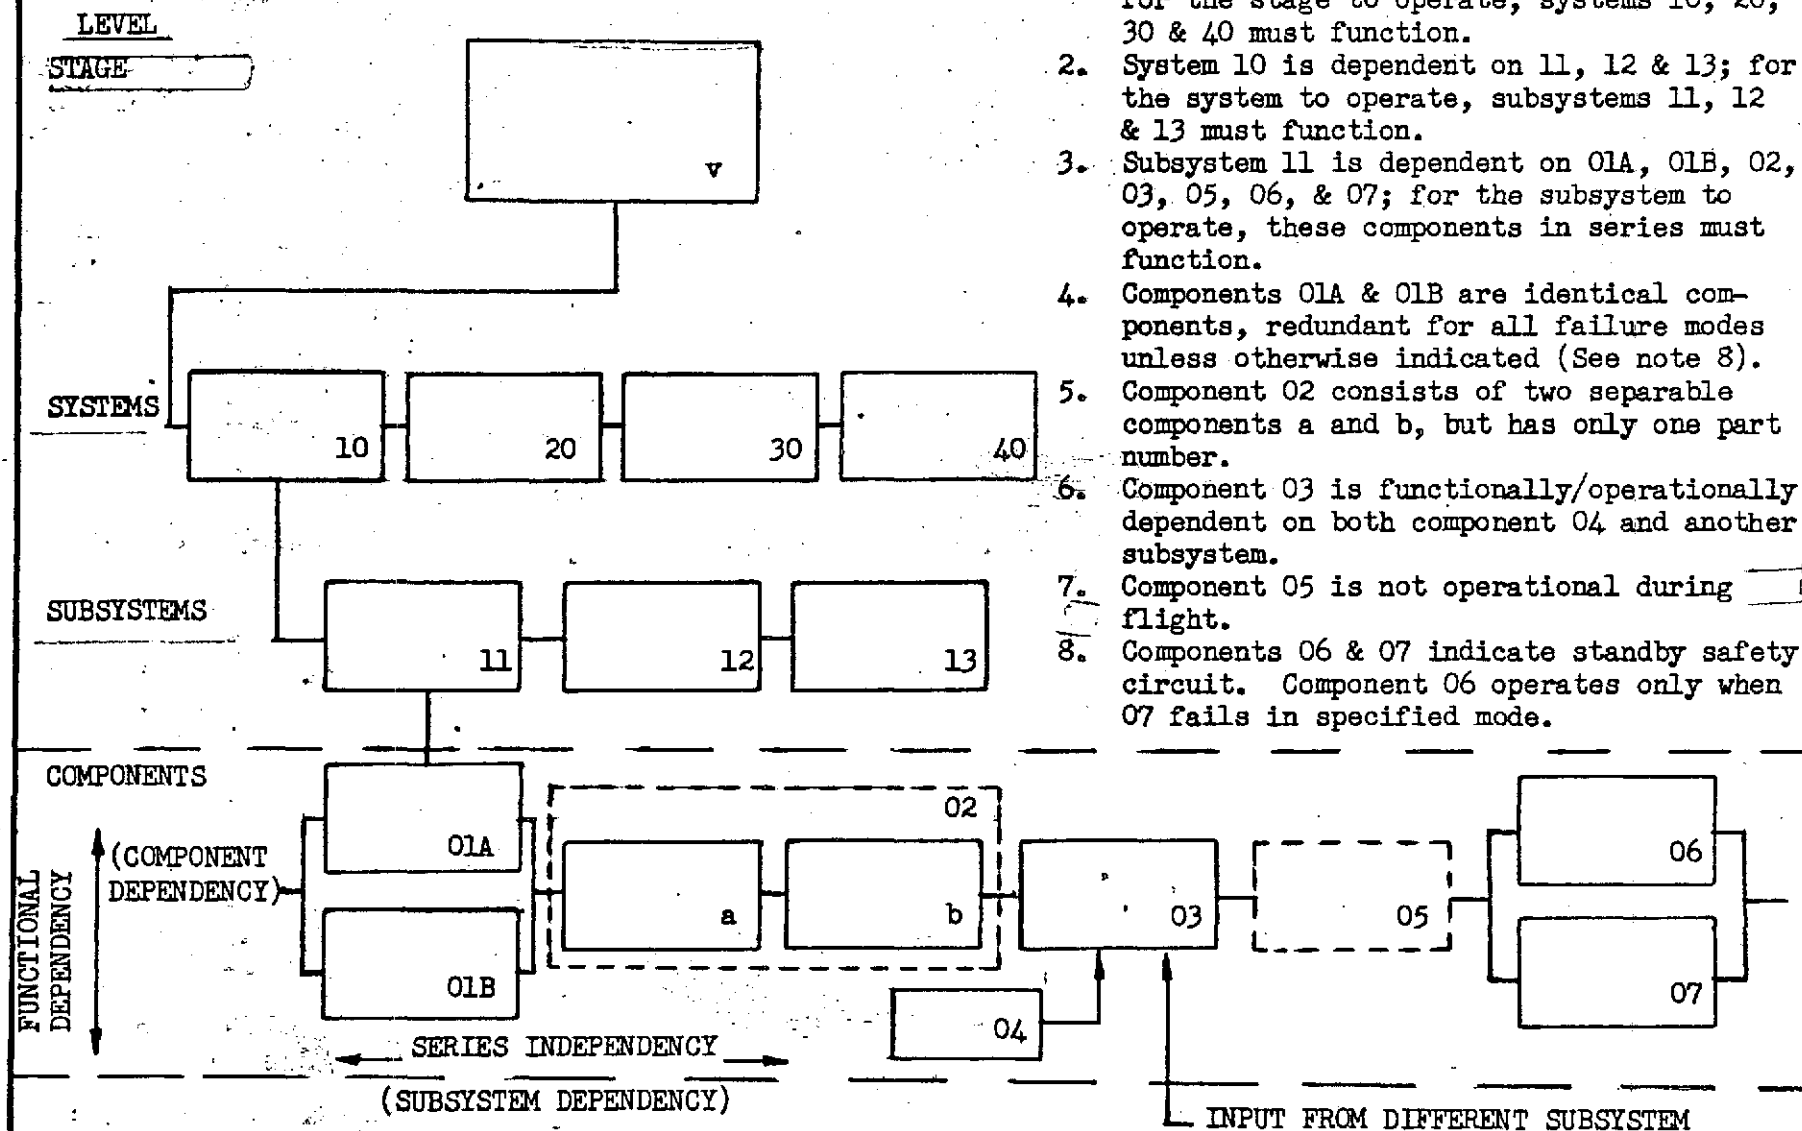 LEVEL
STAGE
v
for the stage to operate, systems 10, 20,
30 & 40 must function.
2. System 10 is dependent on 11, 12 & 13; for
the system to operate, subsystems 11, 12
& 13 must function.
3. Subsystem 11 is dependent on 01A, 01B, 02,
03, 05, 06, & 07; for the subsystem to
operate, these components in series must
function.
4. Components 01A & 01B are identical com-
ponents, redundant for all failure modes
unless otherwise indicated (See note 8).
5. Component 02 consists of two separable
components a and b, but has only one part
number.
6. Component 03 is functionally/operationally
dependent on both component 04 and another
subsystem.
7. Component 05 is not operational during
flight.
8. Components 06 & 07 indicate standby safety
circuit. Component 06 operates only when
07 fails in specified mode.
SYSTEMS
10
20
30
40
SUBSYSTEMS
11
12
13
COMPONENTS
FUNCTIONAL
DEPENDENCY
(COMPONENT
DEPENDENCY)
01A
01B
02
a
b
03
04
05
06
07
SERIES INDEPENDENCY
(SUBSYSTEM DEPENDENCY)
INPUT FROM DIFFERENT SUBSYSTEM